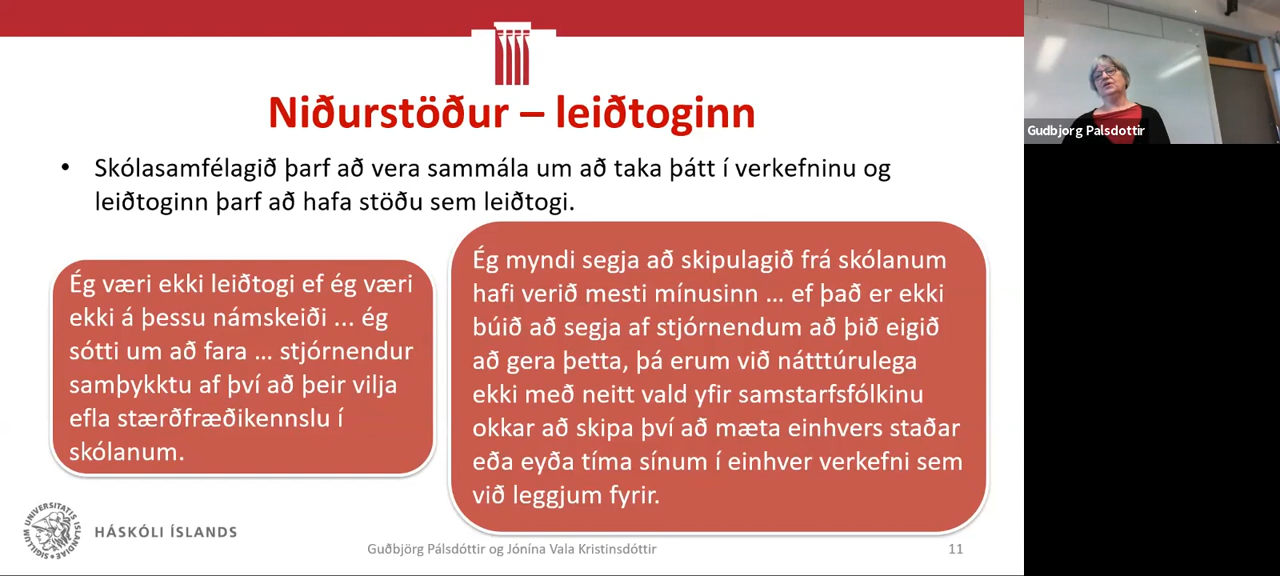 Niðurstöður – leiðtoginn
• Skólasamfélagið þarf að vera sammála um að taka þátt í verkefninu og
leiðtoginn þarf að hafa stöðu sem leiðtogi.
Ég væri ekki leiðtogi ef ég væri
ekki á þessu námskeiði ... ég
sótti um að fara ... stjórnendur
samþykktu af því að þeir vilja
efla stærðfræðikennslu í
skólanum.
Ég myndi segja að skipulagið frá skólanum
hafi verið mesti mínusinn ... ef það er ekki
búið að segja af stjórnendum að þið eigið
að gera þetta, þá erum við nátttúrulega
ekki með neitt vald yfir samstarfsfólkinu
okkar að skipa því að mæta einhvers staðar
eða eyða tíma sínum í einhver verkefni sem
við leggjum fyrir.
HÁSKÓLI ÍSLANDS
Guðbjörg Pálsdóttir og Jónína Vala Kristinsdóttir
11
Gudbjorg Palsdottir